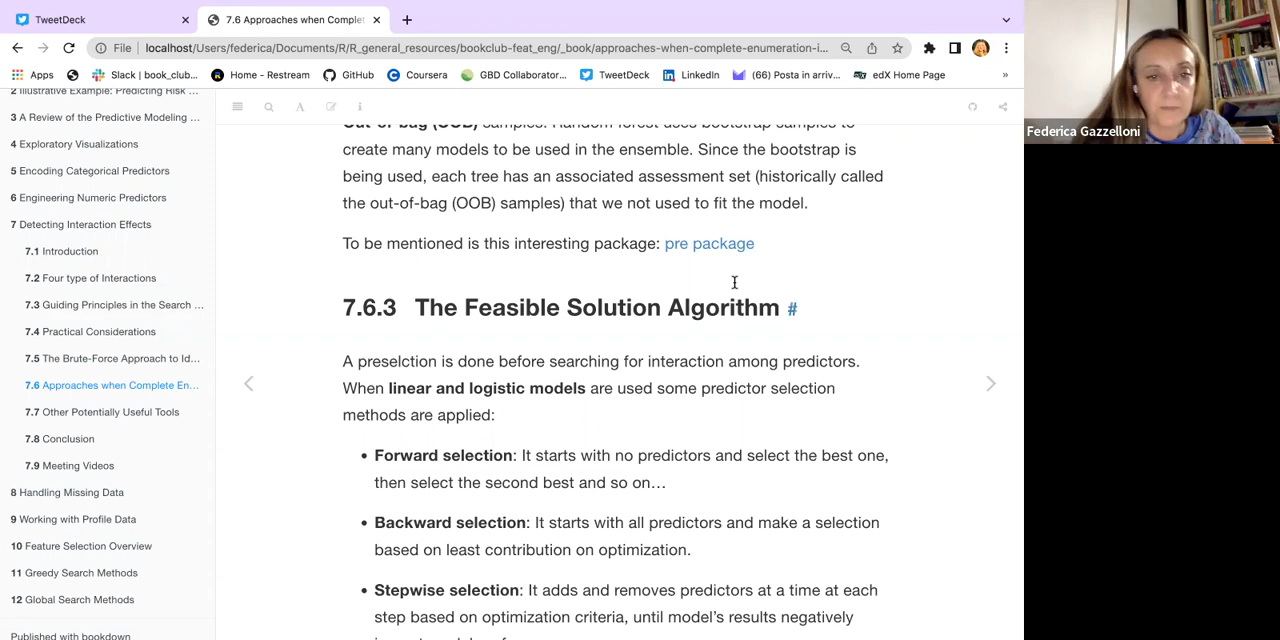 TweetDeck
7.6 Approaches when Complet
File
localhost/Users/federica/Documents/R/R_general_resources/bookclub-feat_eng/_book/approaches-when-complete-enumeration-i...
Apps
Slack | book_club...
Home - Restream
GitHub
Coursera
GBD Collaborator...
TweetDeck
LinkedIn
(66) Posta in arriv...
edX Home Page
»
2 Illustrative Example: Predicting Risk ...
3 A Review of the Predictive Modeling ...
4 Exploratory Visualizations
5 Encoding Categorical Predictors
6 Engineering Numeric Predictors
7 Detecting Interaction Effects
7.1 Introduction
7.2 Four type of Interactions
7.3 Guiding Principles in the Search ...
7.4 Practical Considerations
7.5 The Brute-Force Approach to Id...
7.6 Approaches when Complete En...
7.7 Other Potentially Useful Tools
7.8 Conclusion
7.9 Meeting Videos
8 Handling Missing Data
9 Working with Profile Data
10 Feature Selection Overview
11 Greedy Search Methods
12 Global Search Methods
Published with bookdown
Out-of-bag (OOB) samples. Random forest uses bootstrap samples to
create many models to be used in the ensemble. Since the bootstrap is
being used, each tree has an associated assessment set (historically called
the out-of-bag (OOB) samples) that we not used to fit the model.
To be mentioned is this interesting package: pre package
7.6.3 The Feasible Solution Algorithm #
A preselction is done before searching for interaction among predictors.
When linear and logistic models are used some predictor selection
methods are applied:
• Forward selection: It starts with no predictors and select the best one,
then select the second best and so on…
• Backward selection: It starts with all predictors and make a selection
based on least contribution on optimization.
• Stepwise selection: It adds and removes predictors at a time at each
step based on optimization criteria, until model's results negatively
Federica Gazzelloni